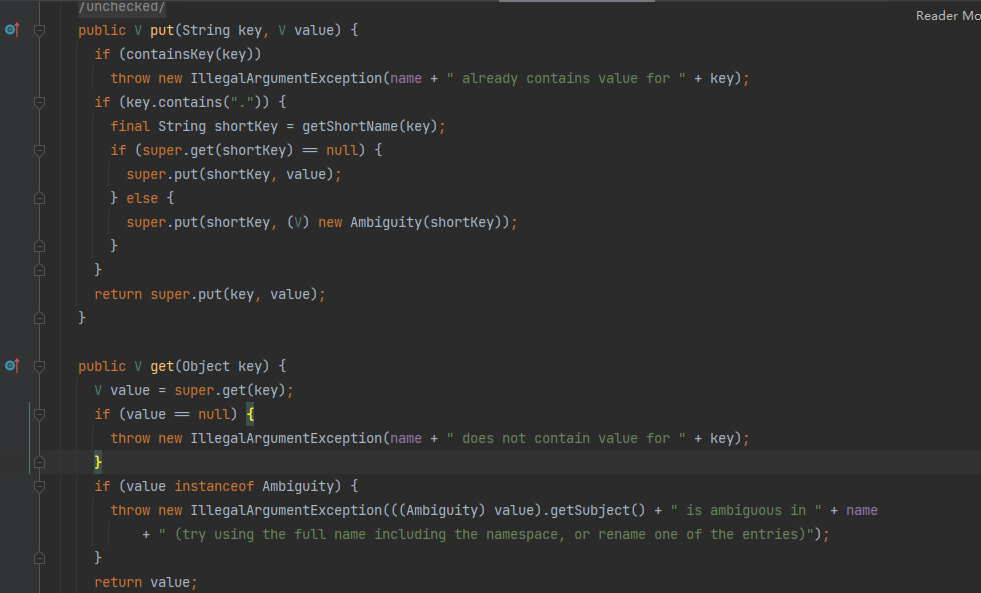 /unchecked/
Reader Mo
public V put(String key, V value) {
if (containsKey(key))
throw new IllegalArgumentException(name + " already contains value for " + key);
if (key.contains(".")) {
final String shortKey = getShortName(key);
if (super.get(shortKey) == null) {
super.put(shortKey, value);
} else {
super.put(shortKey, (V) new Ambiguity(shortKey));
}
}
return super.put(key, value);
}
public V get(Object key) {
V value = super.get(key);
if (value == null) {
throw new IllegalArgumentException(name + " does not contain value for " + key);
}
if (value instanceof Ambiguity) {
throw new IllegalArgumentException(((Ambiguity) value).getSubject() + " is ambiguous in " + name
+ " (try using the full name including the namespace, or rename one of the entries)");
}
return value;